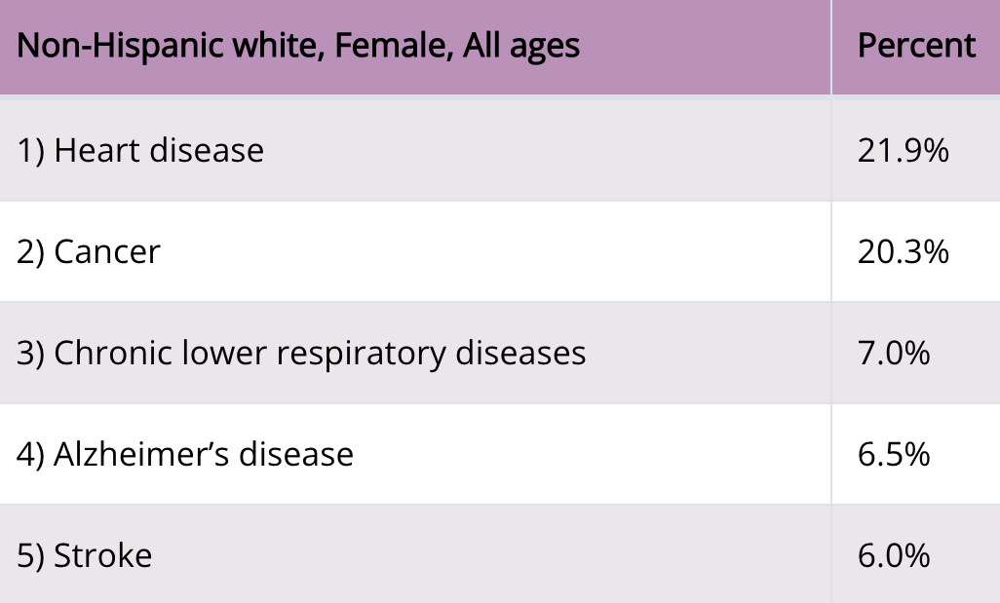 Non-Hispanic white, Female, All ages Percent
1) Heart disease 21.9%
2) Cancer 20.3%
3) Chronic lower respiratory diseases 7.0%
4) Alzheimer’s disease 6.5%
5) Stroke 6.0%